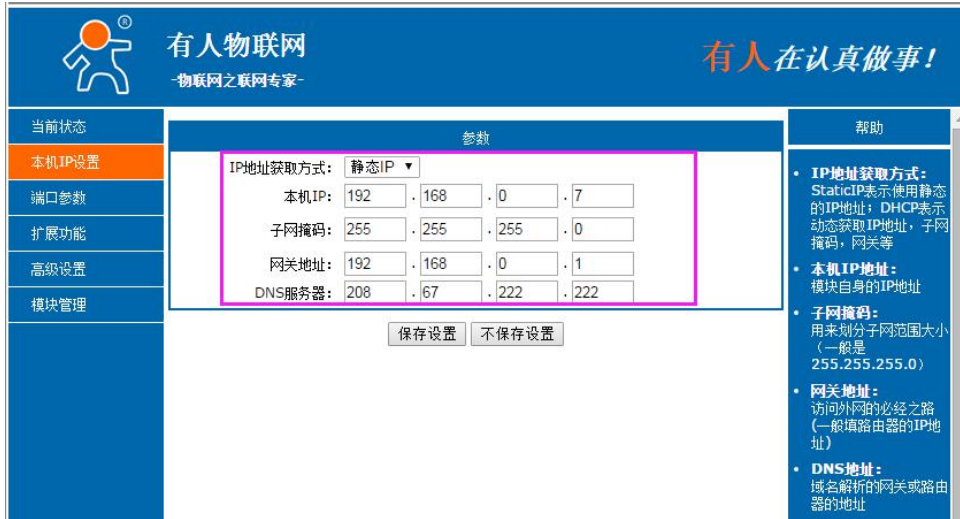 ®
有人物联网
-物联网之联网专家-
有人在认真做事!
当前状态
本机IP设置
端口参数
扩展功能
高级设置
模块管理
参数
IP地址获取方式: 静态IP ▼
本机IP: 192 . 168 . 0 . 7
子网掩码: 255 . 255 . 255 . 0
网关地址: 192 . 168 . 0 . 1
DNS服务器: 208 . 67 . 222 . 222
保存设置 不保存设置
帮助
• IP地址获取方式:
StaticIP表示使用静态
的IP地址; DHCP表示
动态获取IP地址, 子网
掩码, 网关等
• 本机IP地址:
模块自身的IP地址
• 子网掩码:
用来划分子网范围大小
(一般是
255.255.255.0)
• 网关地址:
访问外网的必经之路
(一般填路由器的IP地
址)
• DNS地址:
域名解析的网关或路由
器的地址